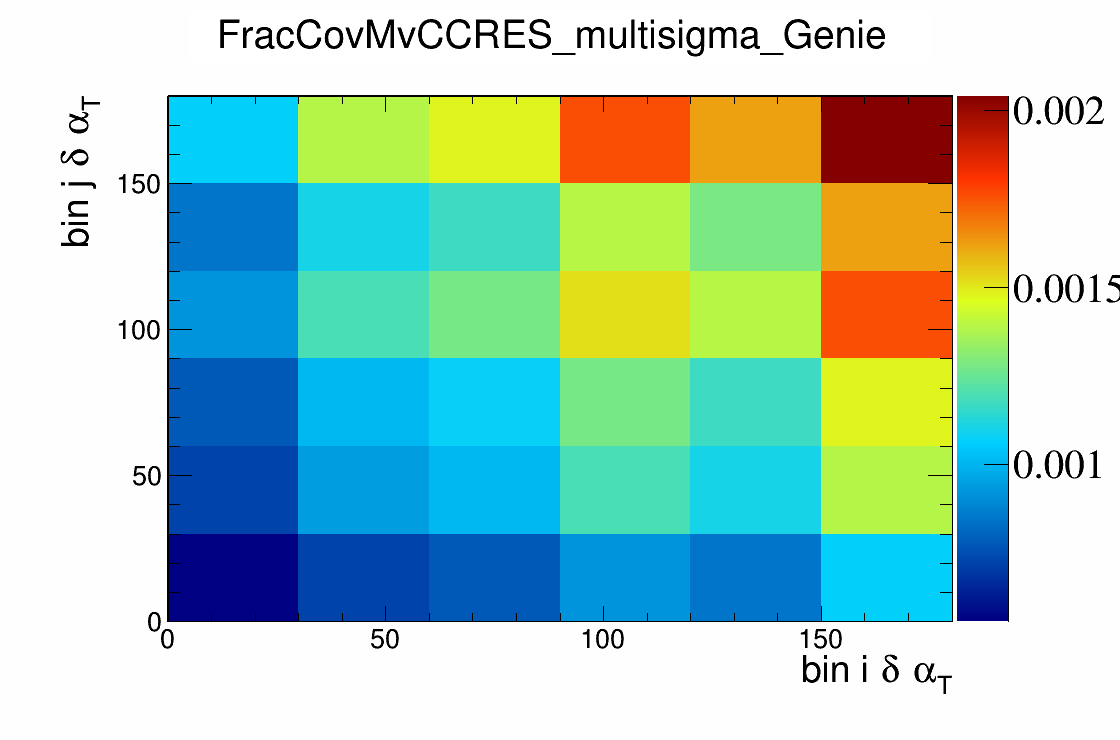 FracCovMvCCRES_multisigma_Genie
bin j δ α_T
150
100
50
0
0 50 100 150
bin i δ α_T
0.002
0.0015
0.001